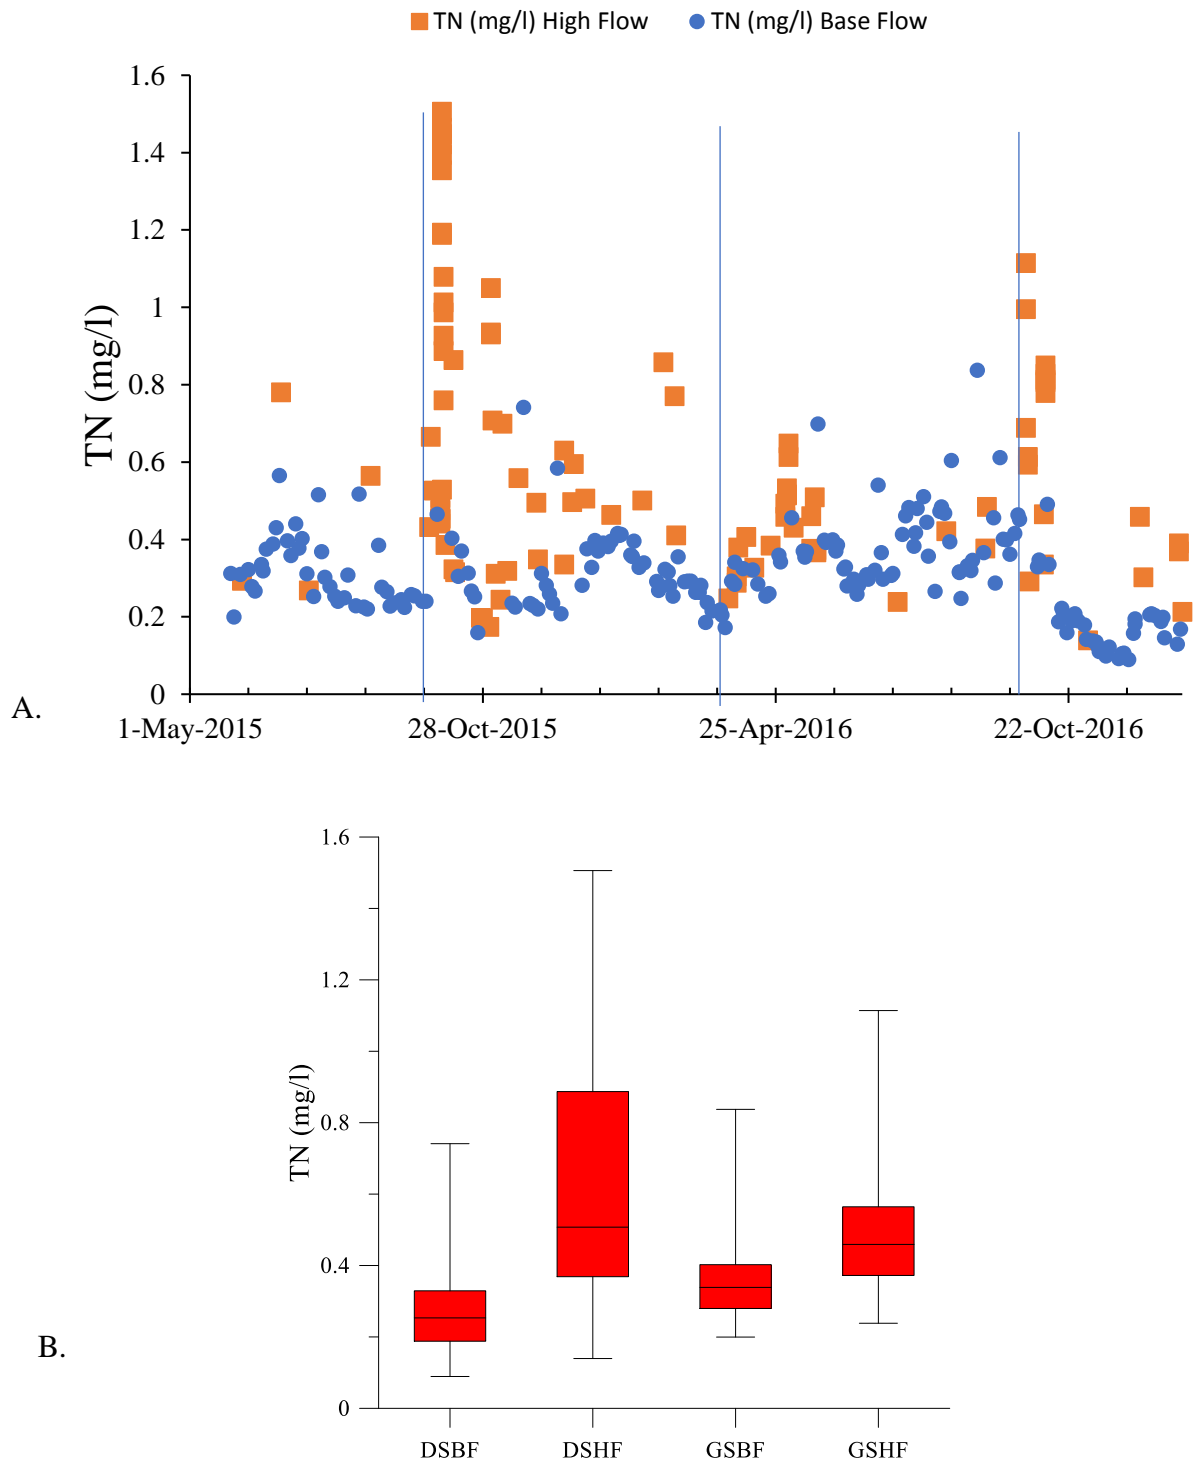 TN (mg/l) High Flow TN (mg/l) Base Flow
A.
TN (mg/l)
1.6
1.4
1.2
1
0.8
0.6
0.4
0.2
0
1-May-2015 28-Oct-2015 25-Apr-2016 22-Oct-2016
B.
TN (mg/l)
1.6
1.2
0.8
0.4
0
DSBF DSHF GSBF GSHF